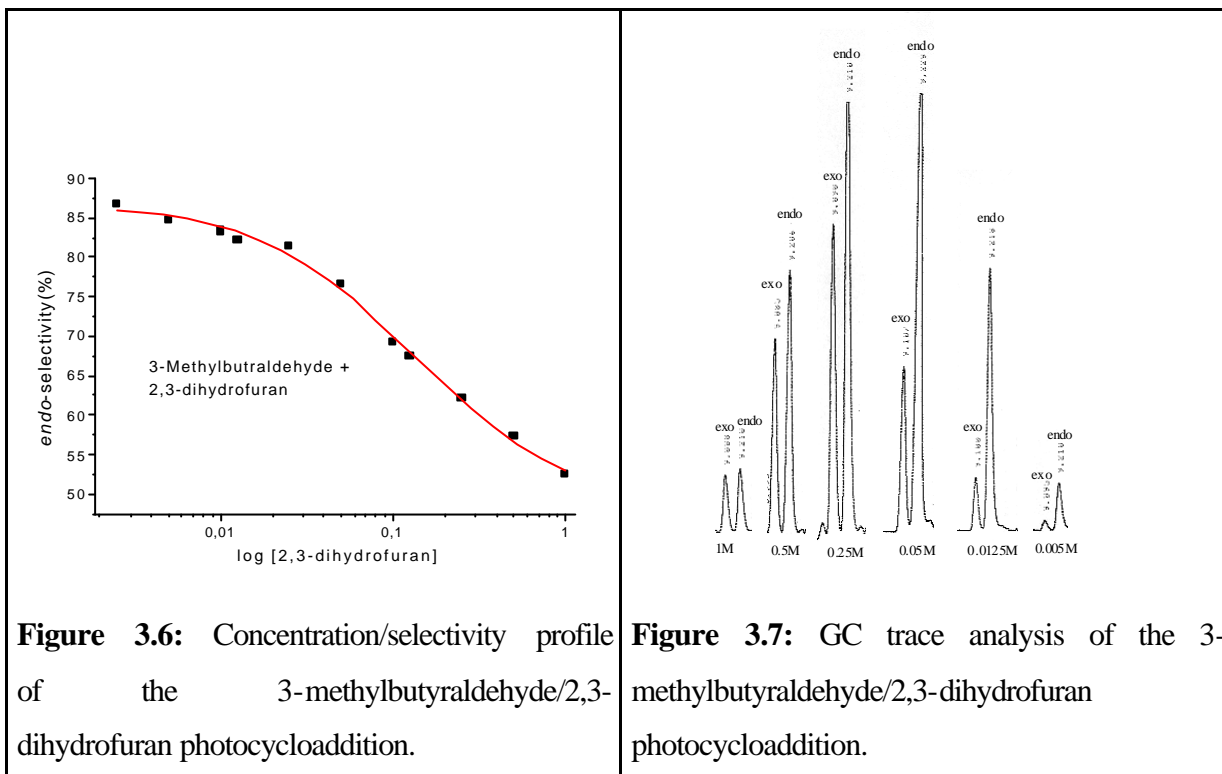 90
85
80
75
70
65
60
55
50
endo-selectivity(%)
3-Methylbutraldehyde +
2,3-dihydrofuran
0,01
0,1
1
log [2,3-dihydrofuran]
Figure 3.6: Concentration/selectivity profile
of the 3-methylbutyraldehyde/2,3-
dihydrofuran photocycloaddition.
exo
endo
exo
endo
exo
endo
exo
endo
exo
endo
exo
endo
1M
0.5M
0.25M
0.05M
0.0125M
0.005M
Figure 3.7: GC trace analysis of the 3-
methylbutyraldehyde/2,3-dihydrofuran
photocycloaddition.